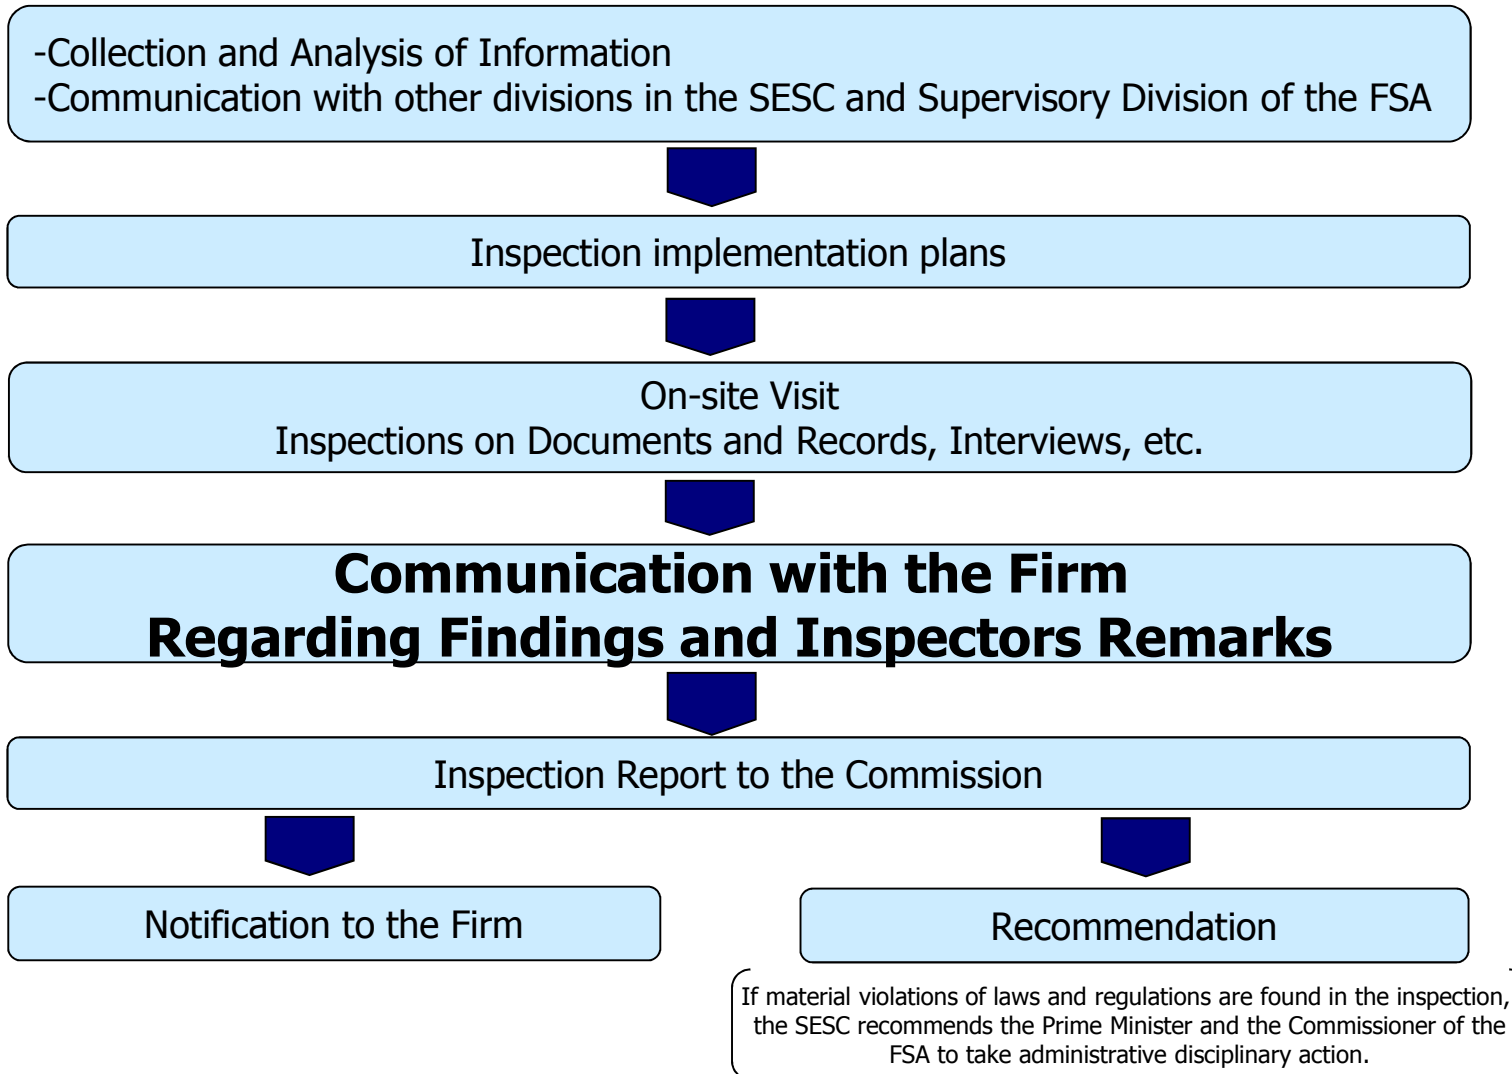 -Collection and Analysis of Information
-Communication with other divisions in the SESC and Supervisory Division of the FSA
Inspection implementation plans
On-site Visit
Inspections on Documents and Records, Interviews, etc.
Communication with the Firm
Regarding Findings and Inspectors Remarks
Inspection Report to the Commission
Notification to the Firm
Recommendation
If material violations of laws and regulations are found in the inspection,
the SESC recommends the Prime Minister and the Commissioner of the
FSA to take administrative disciplinary action.